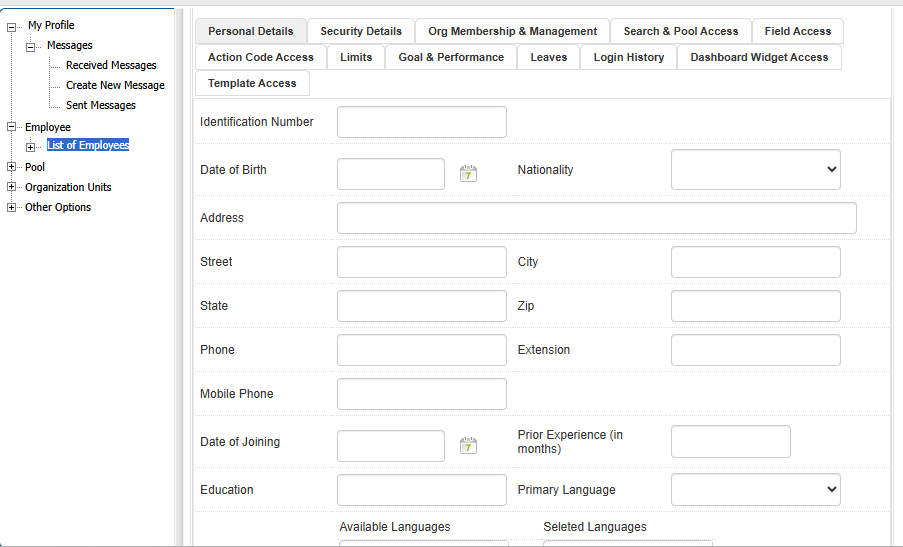 My Profile
Messages
Received Messages
Create New Message
Sent Messages
Employee
List of Employees
Pool
Organization Units
Other Options
Personal Details Security Details Org Membership & Management Search & Pool Access Field Access
Action Code Access Limits Goal & Performance Leaves Login History Dashboard Widget Access
Template Access
Identification Number
Date of Birth 7 Nationality
Address
Street City
State Zip
Phone Extension
Mobile Phone
Date of Joining 7 Prior Experience (in
months)
Education Primary Language
Available Languages Seleted Languages